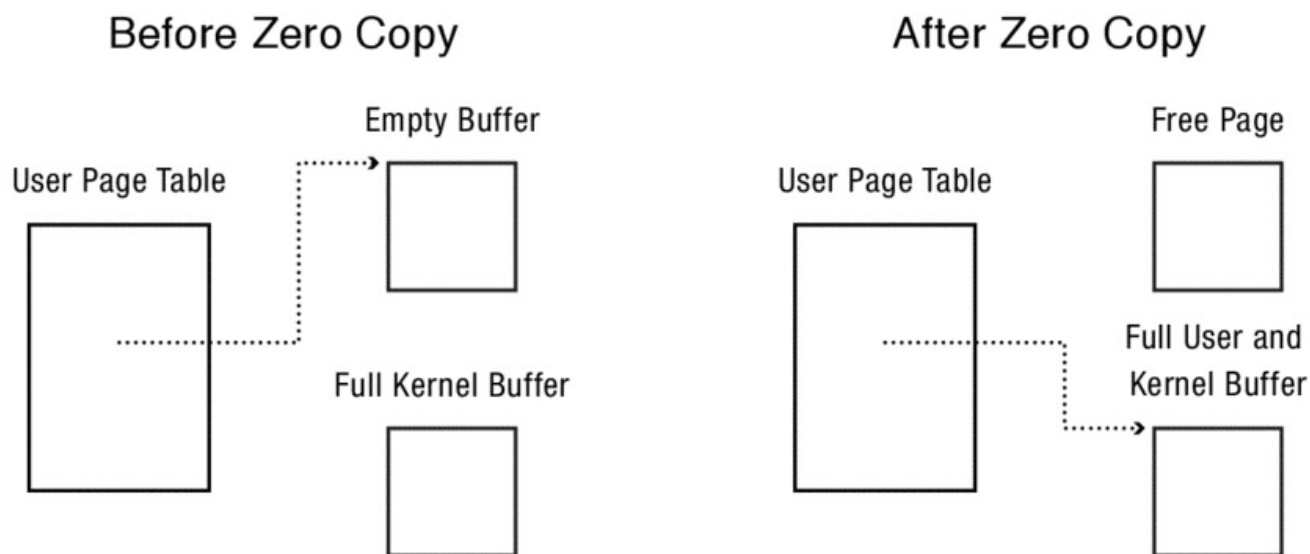 Before Zero Copy
Empty Buffer
User Page Table
Full Kernel Buffer
After Zero Copy
Free Page
User Page Table
Full User and
Kernel Buffer